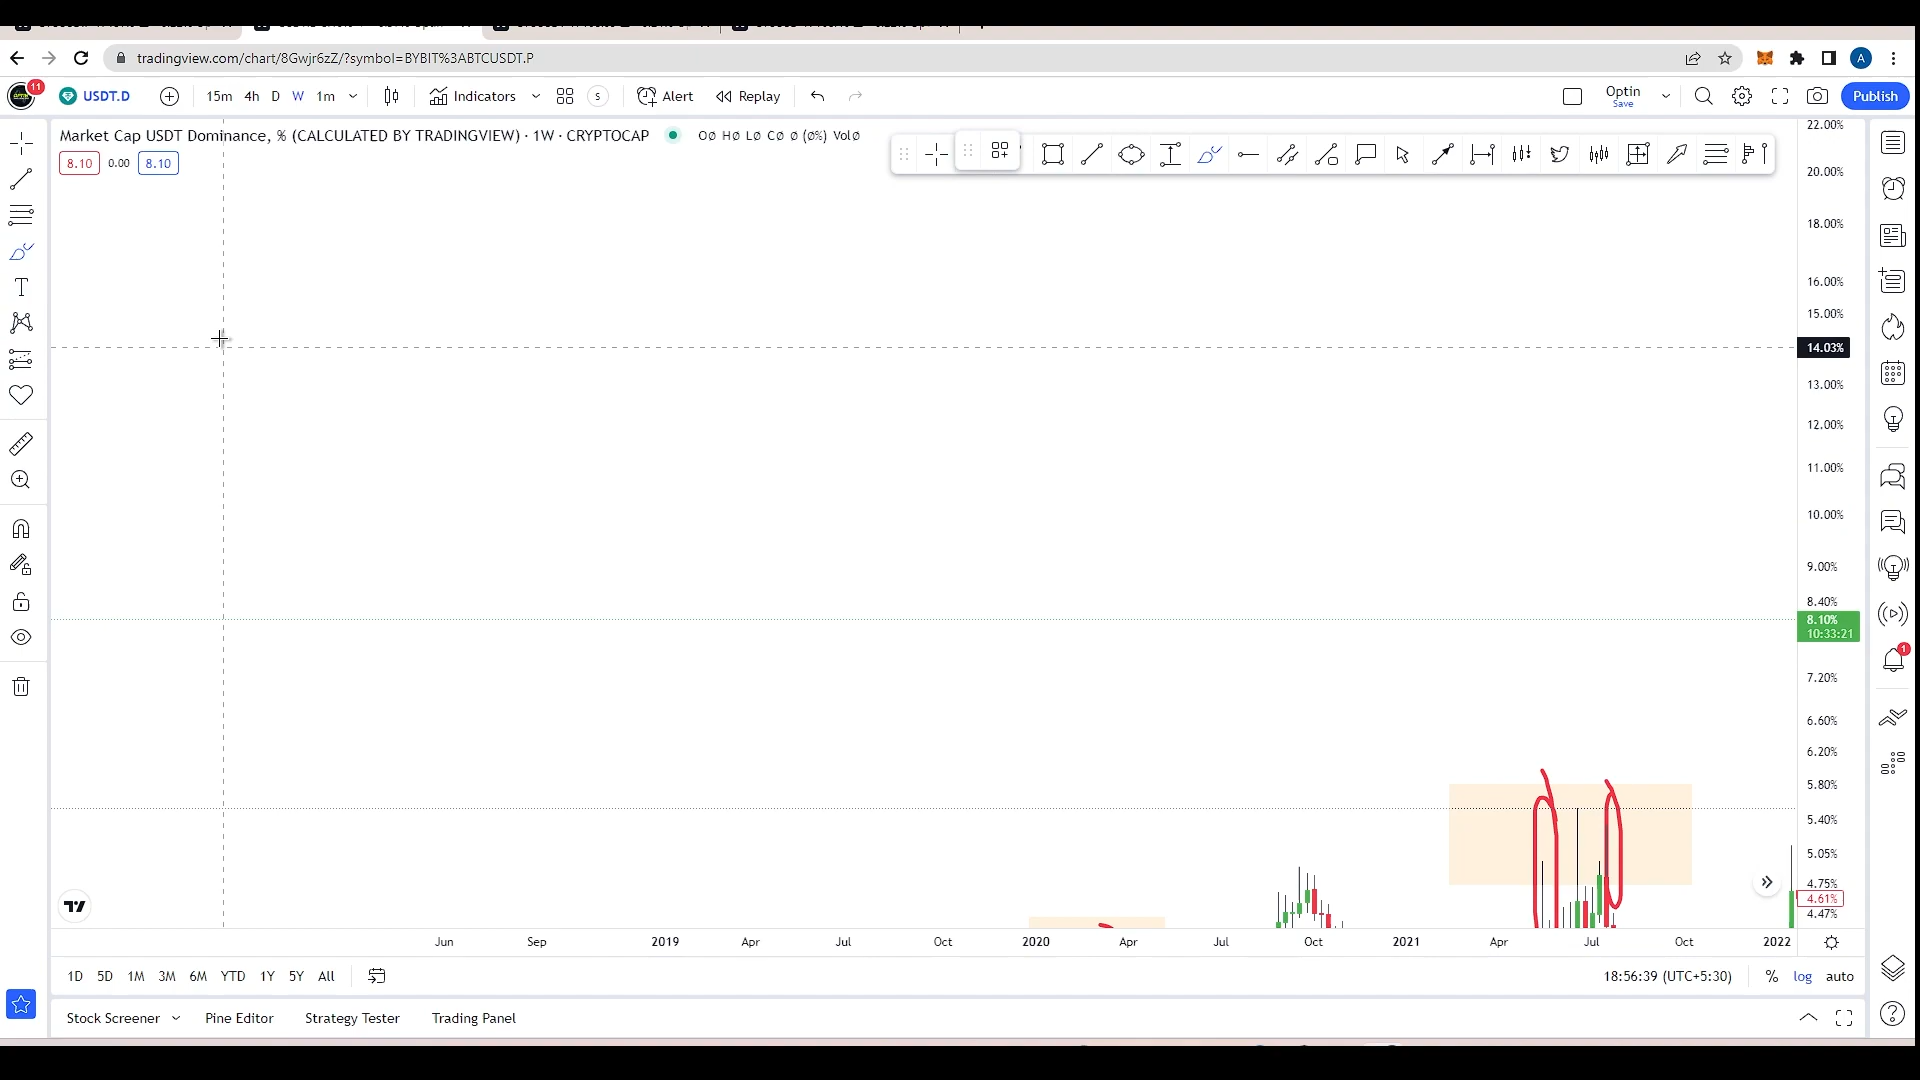 tradingview.com/chart/8Gwjr6zZ/?symbol=BYBIT%3ABTCUSDT.P
A
11
USDT.D
15m 4h D W 1m
Indicators
S
Alert
Replay
Optin
Save
Publish
Market Cap USDT Dominance, % (CALCULATED BY TRADINGVIEW) · 1W · CRYPTOCAP
O∅ H∅ L∅ C∅ ∅ (∅%) Vol∅
8.10 0.00 8.10
22.00%
20.00%
18.00%
16.00%
15.00%
14.03%
13.00%
12.00%
11.00%
10.00%
9.00%
8.40%
8.10%
10:33:21
7.20%
6.60%
6.20%
5.80%
5.40%
5.05%
4.75%
4.61%
4.47%
1
Jun Sep 2019 Apr Jul Oct 2020 Apr Jul Oct 2021 Apr Jul Oct 2022
1D 5D 1M 3M 6M YTD 1Y 5Y All
18:56:39 (UTC+5:30) % log auto
Stock Screener Pine Editor Strategy Tester Trading Panel